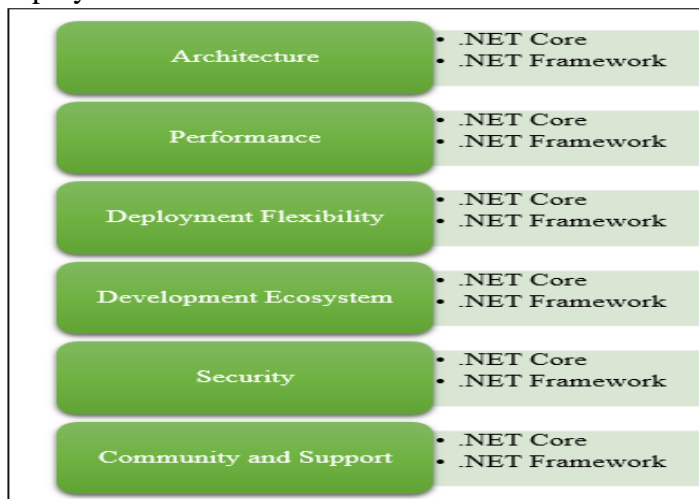 Architecture
• .NET Core
• .NET Framework
Performance
• .NET Core
• .NET Framework
Deployment Flexibility
• .NET Core
• .NET Framework
Development Ecosystem
• .NET Core
• .NET Framework
Security
• .NET Core
• .NET Framework
Community and Support
• .NET Core
• .NET Framework